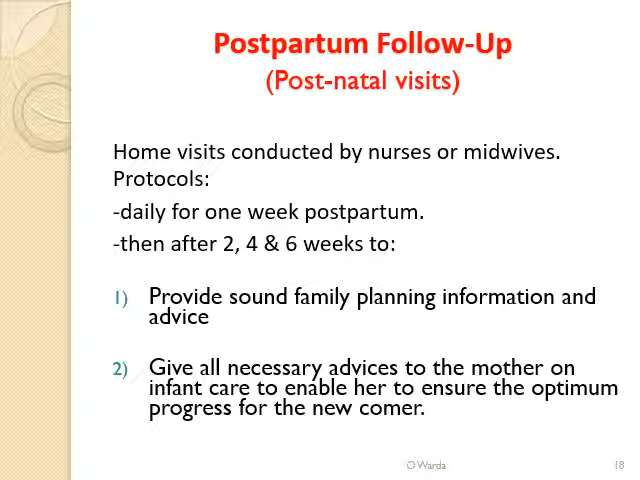 Postpartum Follow-Up
(Post-natal visits)
Home visits conducted by nurses or midwives.
Protocols:
-daily for one week postpartum.
-then after 2, 4 & 6 weeks to:
1) Provide sound family planning information and
advice
2) Give all necessary advices to the mother on
infant care to enable her to ensure the optimum
progress for the new comer.
O Warda 18